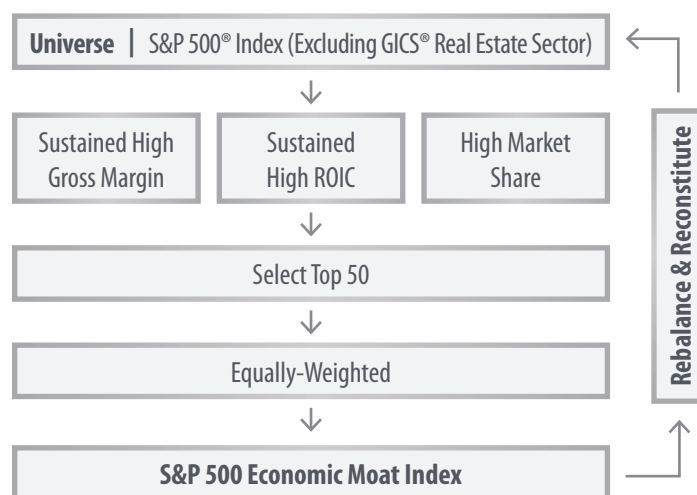 Universe | S&P 500® Index (Excluding GICS® Real Estate Sector)
Sustained High
Gross Margin
Sustained
High ROIC
High Market
Share
Select Top 50
Equally-Weighted
S&P 500 Economic Moat Index
Rebalance & Reconstitute